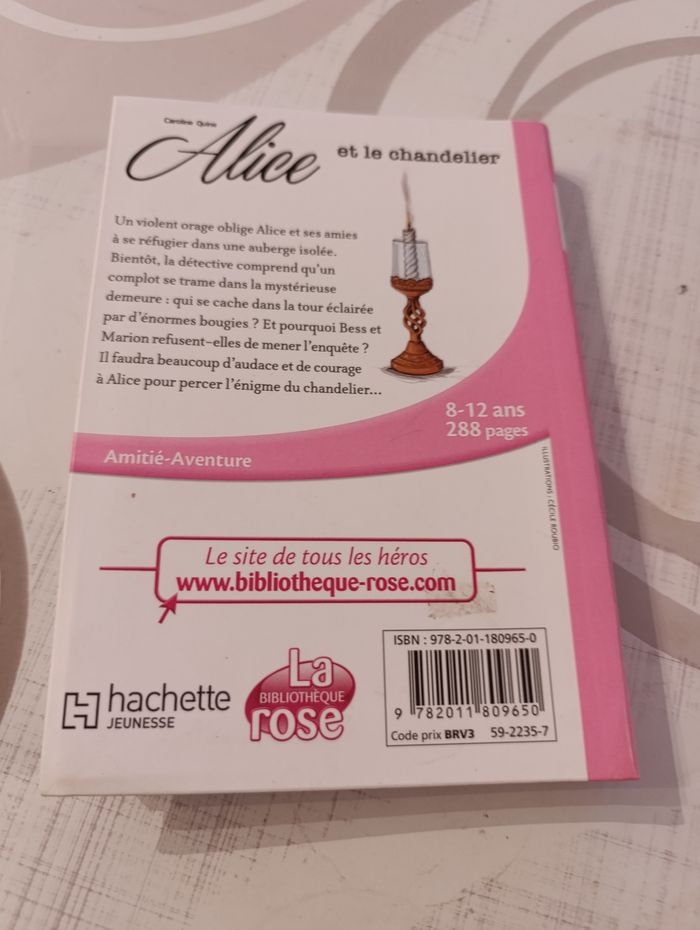 Caroline Quine
Alice
et le chandelier
Un violent orage oblige Alice et ses amies
à se réfugier dans une auberge isolée.
Bientôt, la détective comprend qu'un
complot se trame dans la mystérieuse
demeure : qui se cache dans la tour éclairée
par d'énormes bougies ? Et pourquoi Bess et
Marion refusent-elles de mener l'enquête ?
Il faudra beaucoup d'audace et de courage
à Alice pour percer l'énigme du chandelier...
8-12 ans
288 pages
Amitié-Aventure
ILLUSTRATIONS : CÉCILE ROUBIO
Le site de tous les héros
www.bibliotheque-rose.com
hachette
JEUNESSE
La
BIBLIOTHÈQUE
rose
ISBN : 978-2-01-180965-0
9 782011 809650
Code prix BRV3 59-2235-7